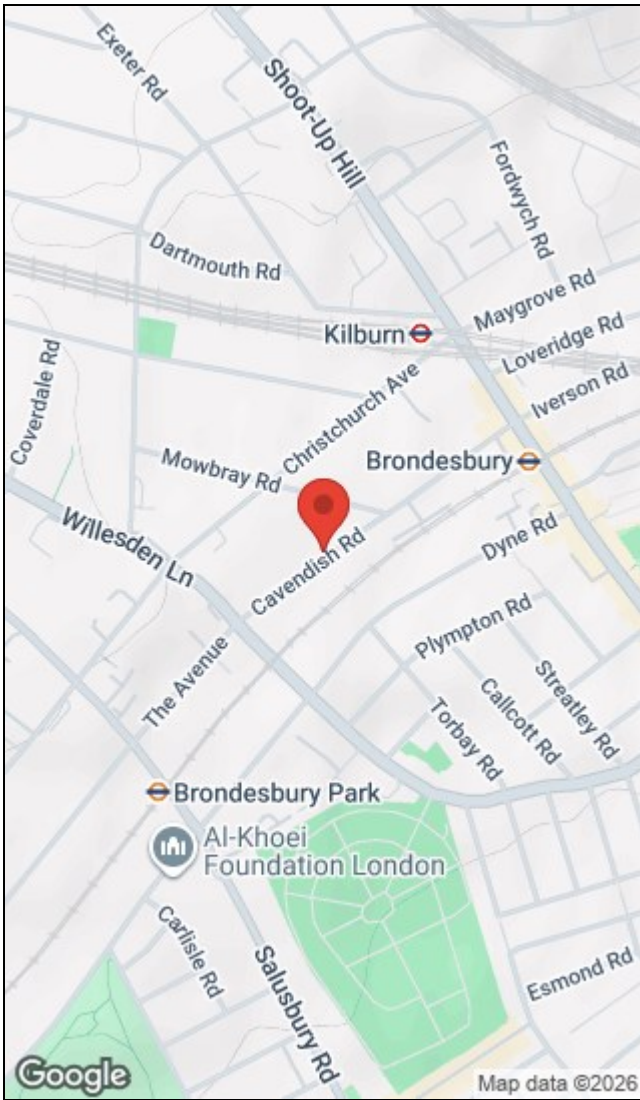 Exeter Rd
Shoot-Up Hill
Fordwych Rd
Dartmouth Rd
Maygrove Rd
Kilburn
Loveridge Rd
Coverdale Rd
Christchurch Ave
Iverson Rd
Mowbray Rd
Brondesbury
Willesden Ln
Cavendish Rd
Dyne Rd
Plympton Rd
The Avenue
Streatley Rd
Callcott Rd
Torbay Rd
Brondesbury Park
Al-Khoei
Foundation London
Carlisle Rd
Salusbury Rd
Esmond Rd
Google
Map data ©2026